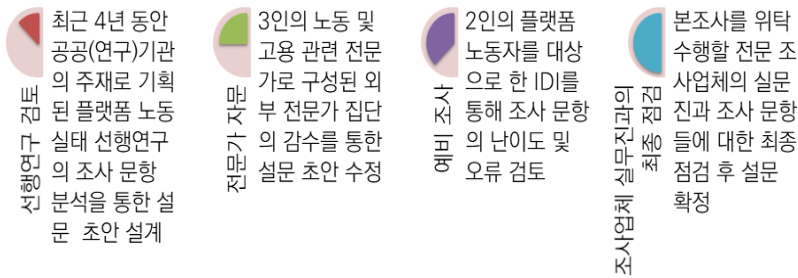 선행연구 검토
최근 4년 동안
공공(연구)기관
의 주재로 기획
된 플랫폼 노동
실태 선행연구
의 조사 문항
분석을 통한 설
문 초안 설계
전문가 자문
3인의 노동 및
고용 관련 전문
가로 구성된 외
부 전문가 집단
의 감수를 통한
설문 초안 수정
예비 조사
2인의 플랫폼
노동자를 대상
으로 한 IDI를
통해 조사 문항
의 난이도 및
오류 검토
조사업체 실무진과의
최종 점검
본조사를 위탁
수행할 전문 조
사업체의 실문
진과 조사 문항
들에 대한 최종
점검 후 설문
확정